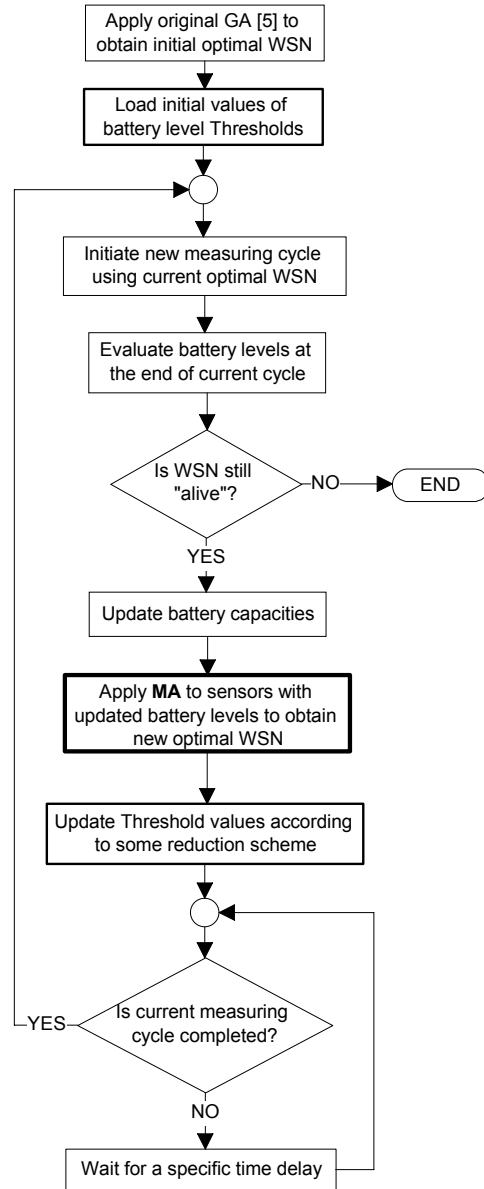 Apply original GA [5] to
obtain initial optimal WSN
Load initial values of
battery level Thresholds
Initiate new measuring cycle
using current optimal WSN
Evaluate battery levels at
the end of current cycle
Is WSN still
"alive"?
NO
END
YES
Update battery capacities
Apply MA to sensors with
updated battery levels to obtain
new optimal WSN
Update Threshold values according
to some reduction scheme
Is current measuring
cycle completed?
YES
NO
Wait for a specific time delay